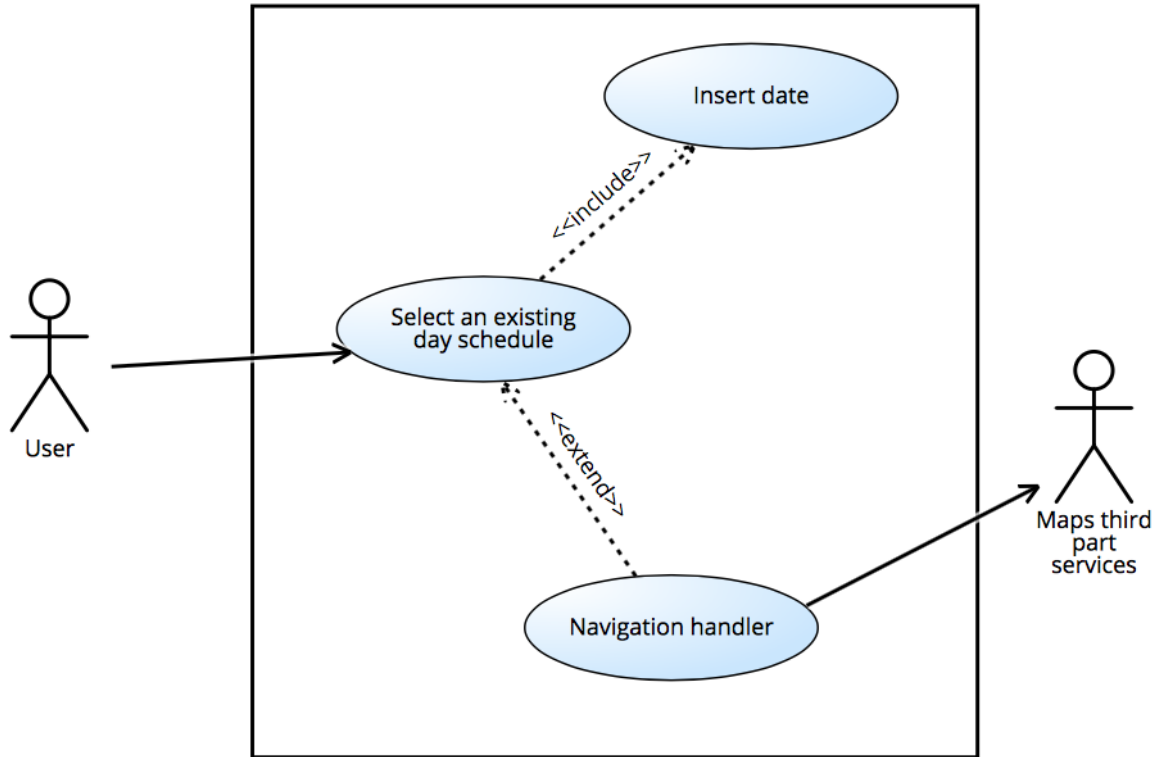 Insert date
<<include>>
Select an existing
day schedule
User
<<extend>>
Maps third
part
services
Navigation handler